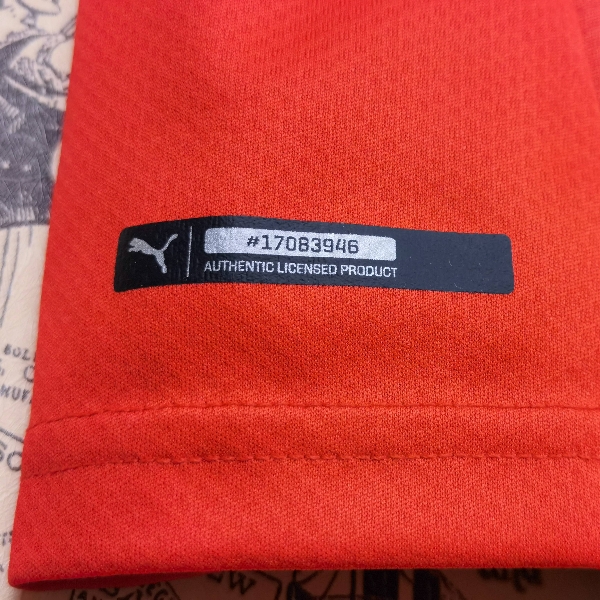 #17083946
AUTHENTIC LICENSED PRODUCT